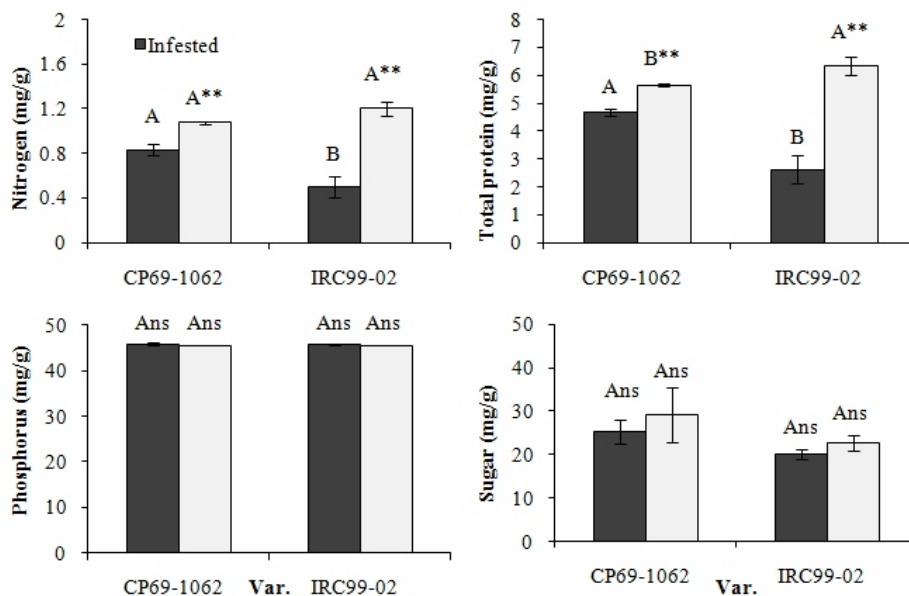 Nitrogen (mg/g)
2
1.6
1.2
0.8
0.4
0
Infested
A
A**
B
A**
CP69-1062
IRC99-02
Total protein (mg/g)
8
7
6
5
4
3
2
1
0
A
B**
B
A**
CP69-1062
IRC99-02
Phosphorus (mg/g)
50
40
30
20
10
0
Ans
Ans
Ans
Ans
CP69-1062
Var.
IRC99-02
Sugar (mg/g)
50
40
30
20
10
0
Ans
Ans
Ans
Ans
CP69-1062
Var.
IRC99-02